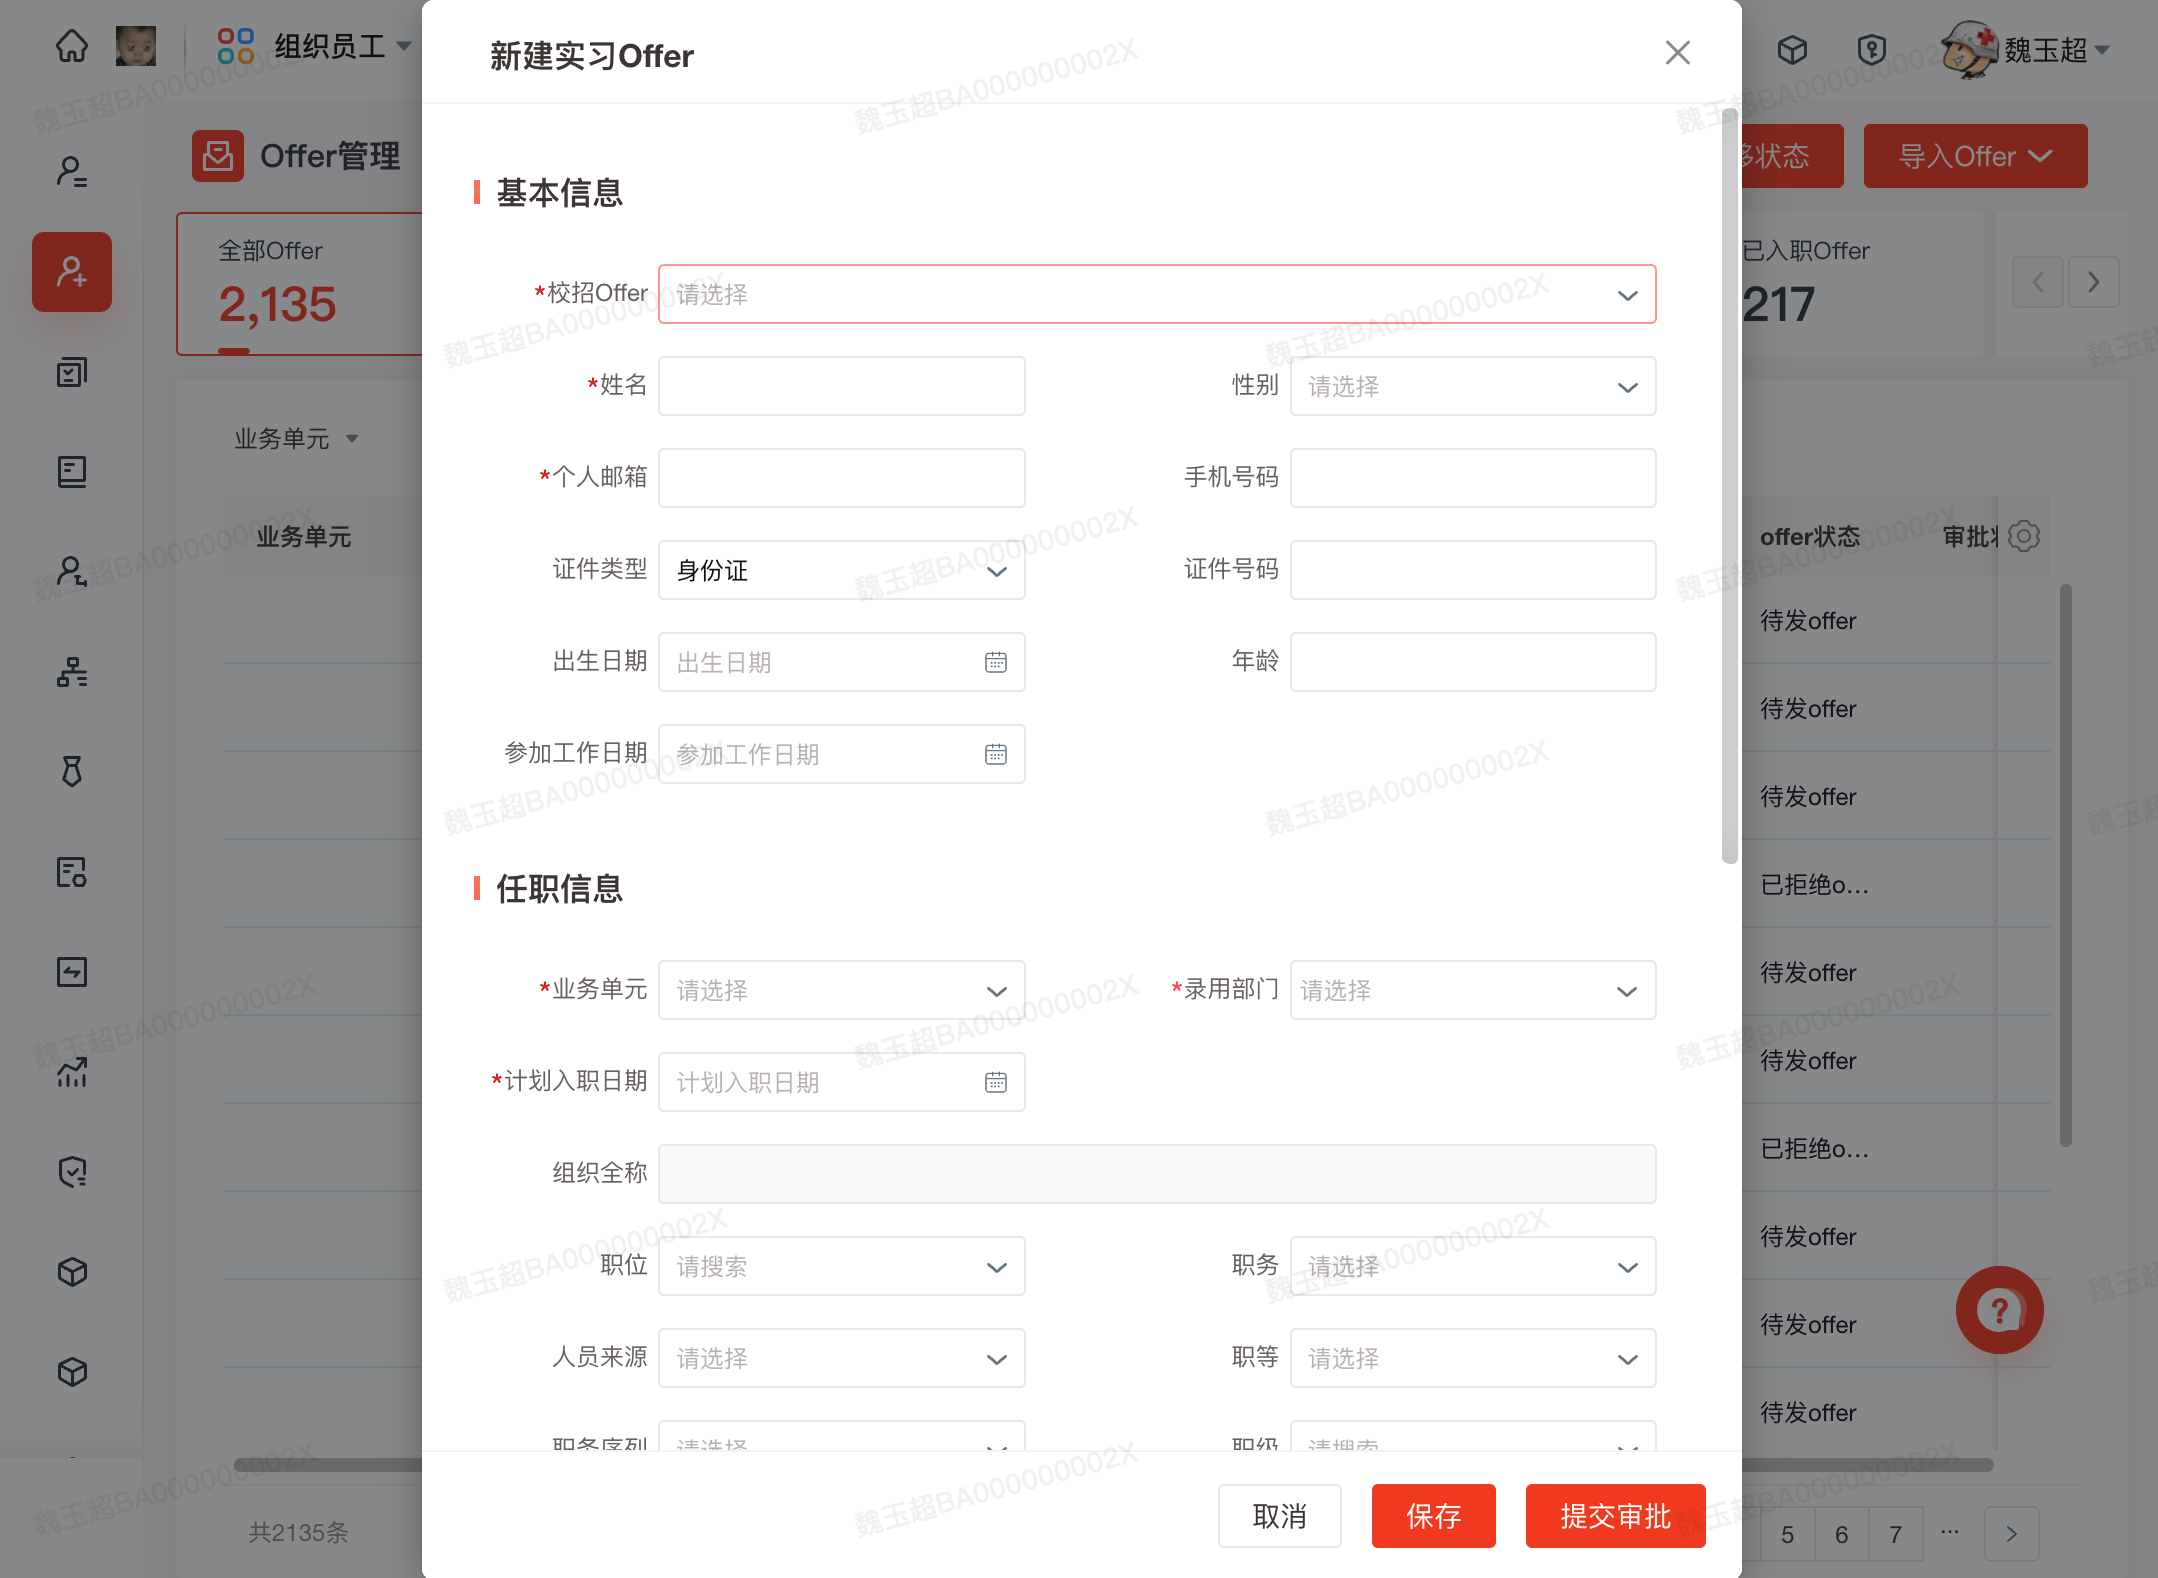 组织员工
魏玉超
Offer管理
移状态
导入Offer
全部Offer
2,135
已入职Offer
217
业务单元
业务单元
offer状态
审批
待发offer
待发offer
待发offer
已拒绝o...
待发offer
待发offer
已拒绝o...
待发offer
待发offer
待发offer
共2135条
5
6
7
...
新建实习Offer
基本信息
*校招Offer
请选择
*姓名
性别
请选择
*个人邮箱
手机号码
证件类型
身份证
证件号码
出生日期
出生日期
年龄
参加工作日期
参加工作日期
任职信息
*业务单元
请选择
*录用部门
请选择
*计划入职日期
计划入职日期
组织全称
职位
请搜索
职务
请选择
人员来源
请选择
职等
请选择
职务序列
请选择
职级
请搜索
取消
保存
提交审批
魏玉超BA000000002X